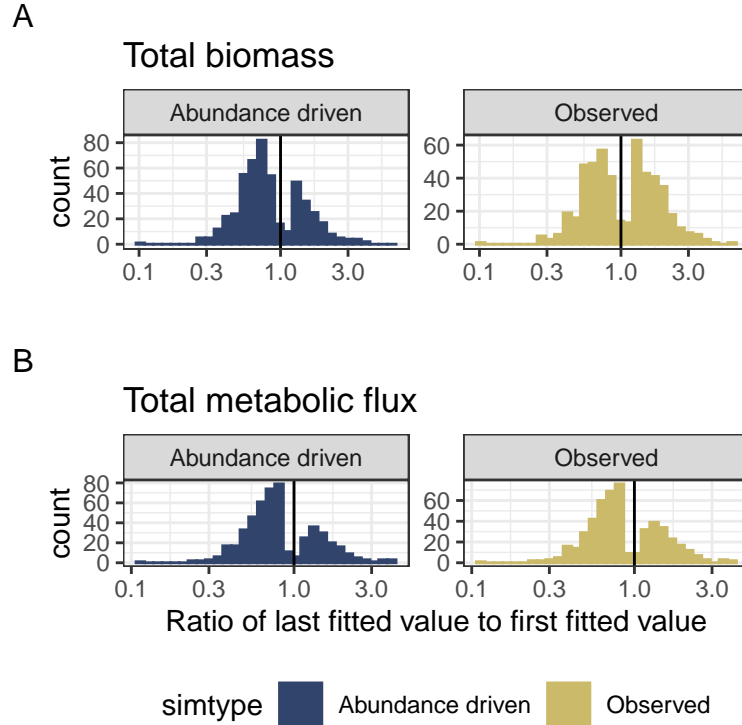 A
Total biomass
Abundance driven Observed
count
80
60
40
20
0
60
40
20
0
0.1 0.3 1.0 3.0 0.1 0.3 1.0 3.0
B
Total metabolic flux
Abundance driven Observed
count
80
60
40
20
0
60
40
20
0
0.1 0.3 1.0 3.0 0.1 0.3 1.0 3.0
Ratio of last fitted value to first fitted value
simtype Abundance driven Observed